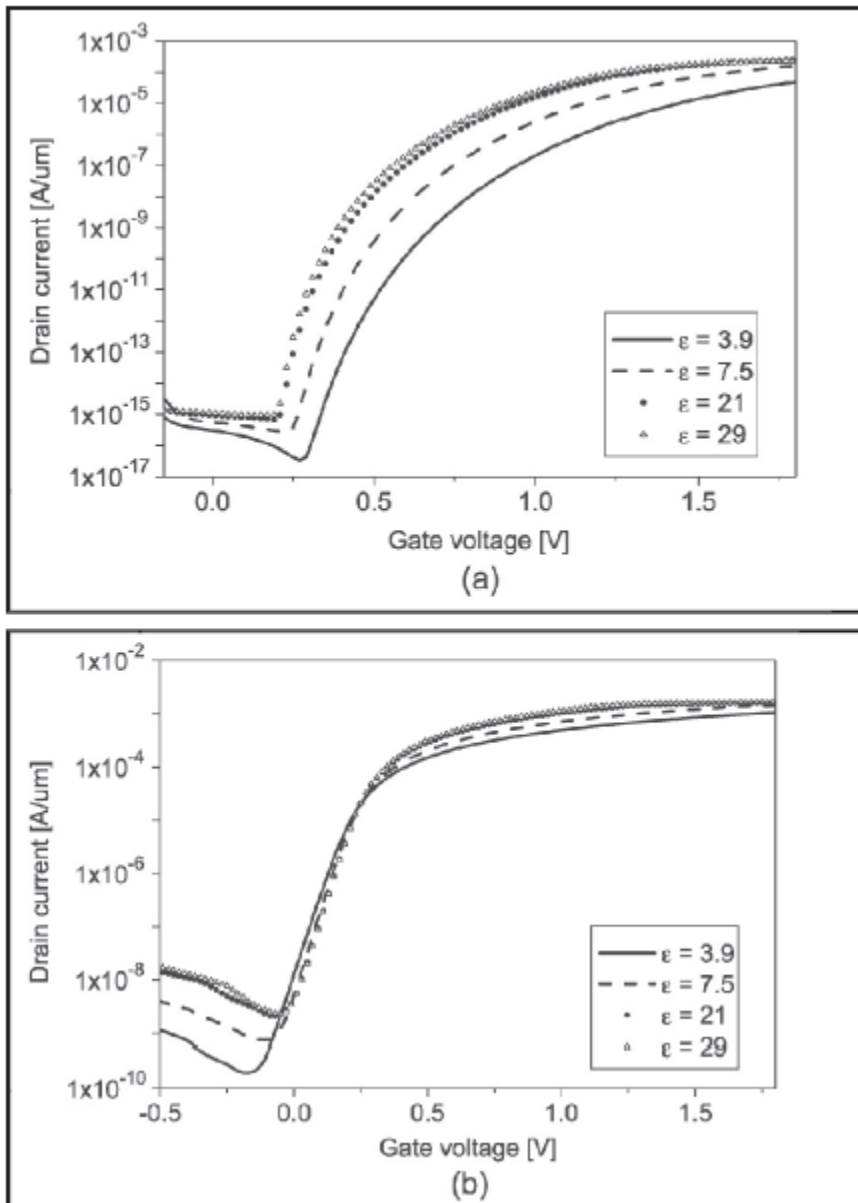 1x10⁻³
1x10⁻⁵
1x10⁻⁷
1x10⁻⁹
1x10⁻¹¹
1x10⁻¹³
1x10⁻¹⁵
1x10⁻¹⁷
Drain current [A/um]
ε = 3.9
ε = 7.5
ε = 21
ε = 29
0.0 0.5 1.0 1.5
Gate voltage [V]
(a)
1x10⁻²
1x10⁻⁴
1x10⁻⁶
1x10⁻⁸
1x10⁻¹⁰
Drain current [A/um]
ε = 3.9
ε = 7.5
ε = 21
ε = 29
-0.5 0.0 0.5 1.0 1.5
Gate voltage [V]
(b)